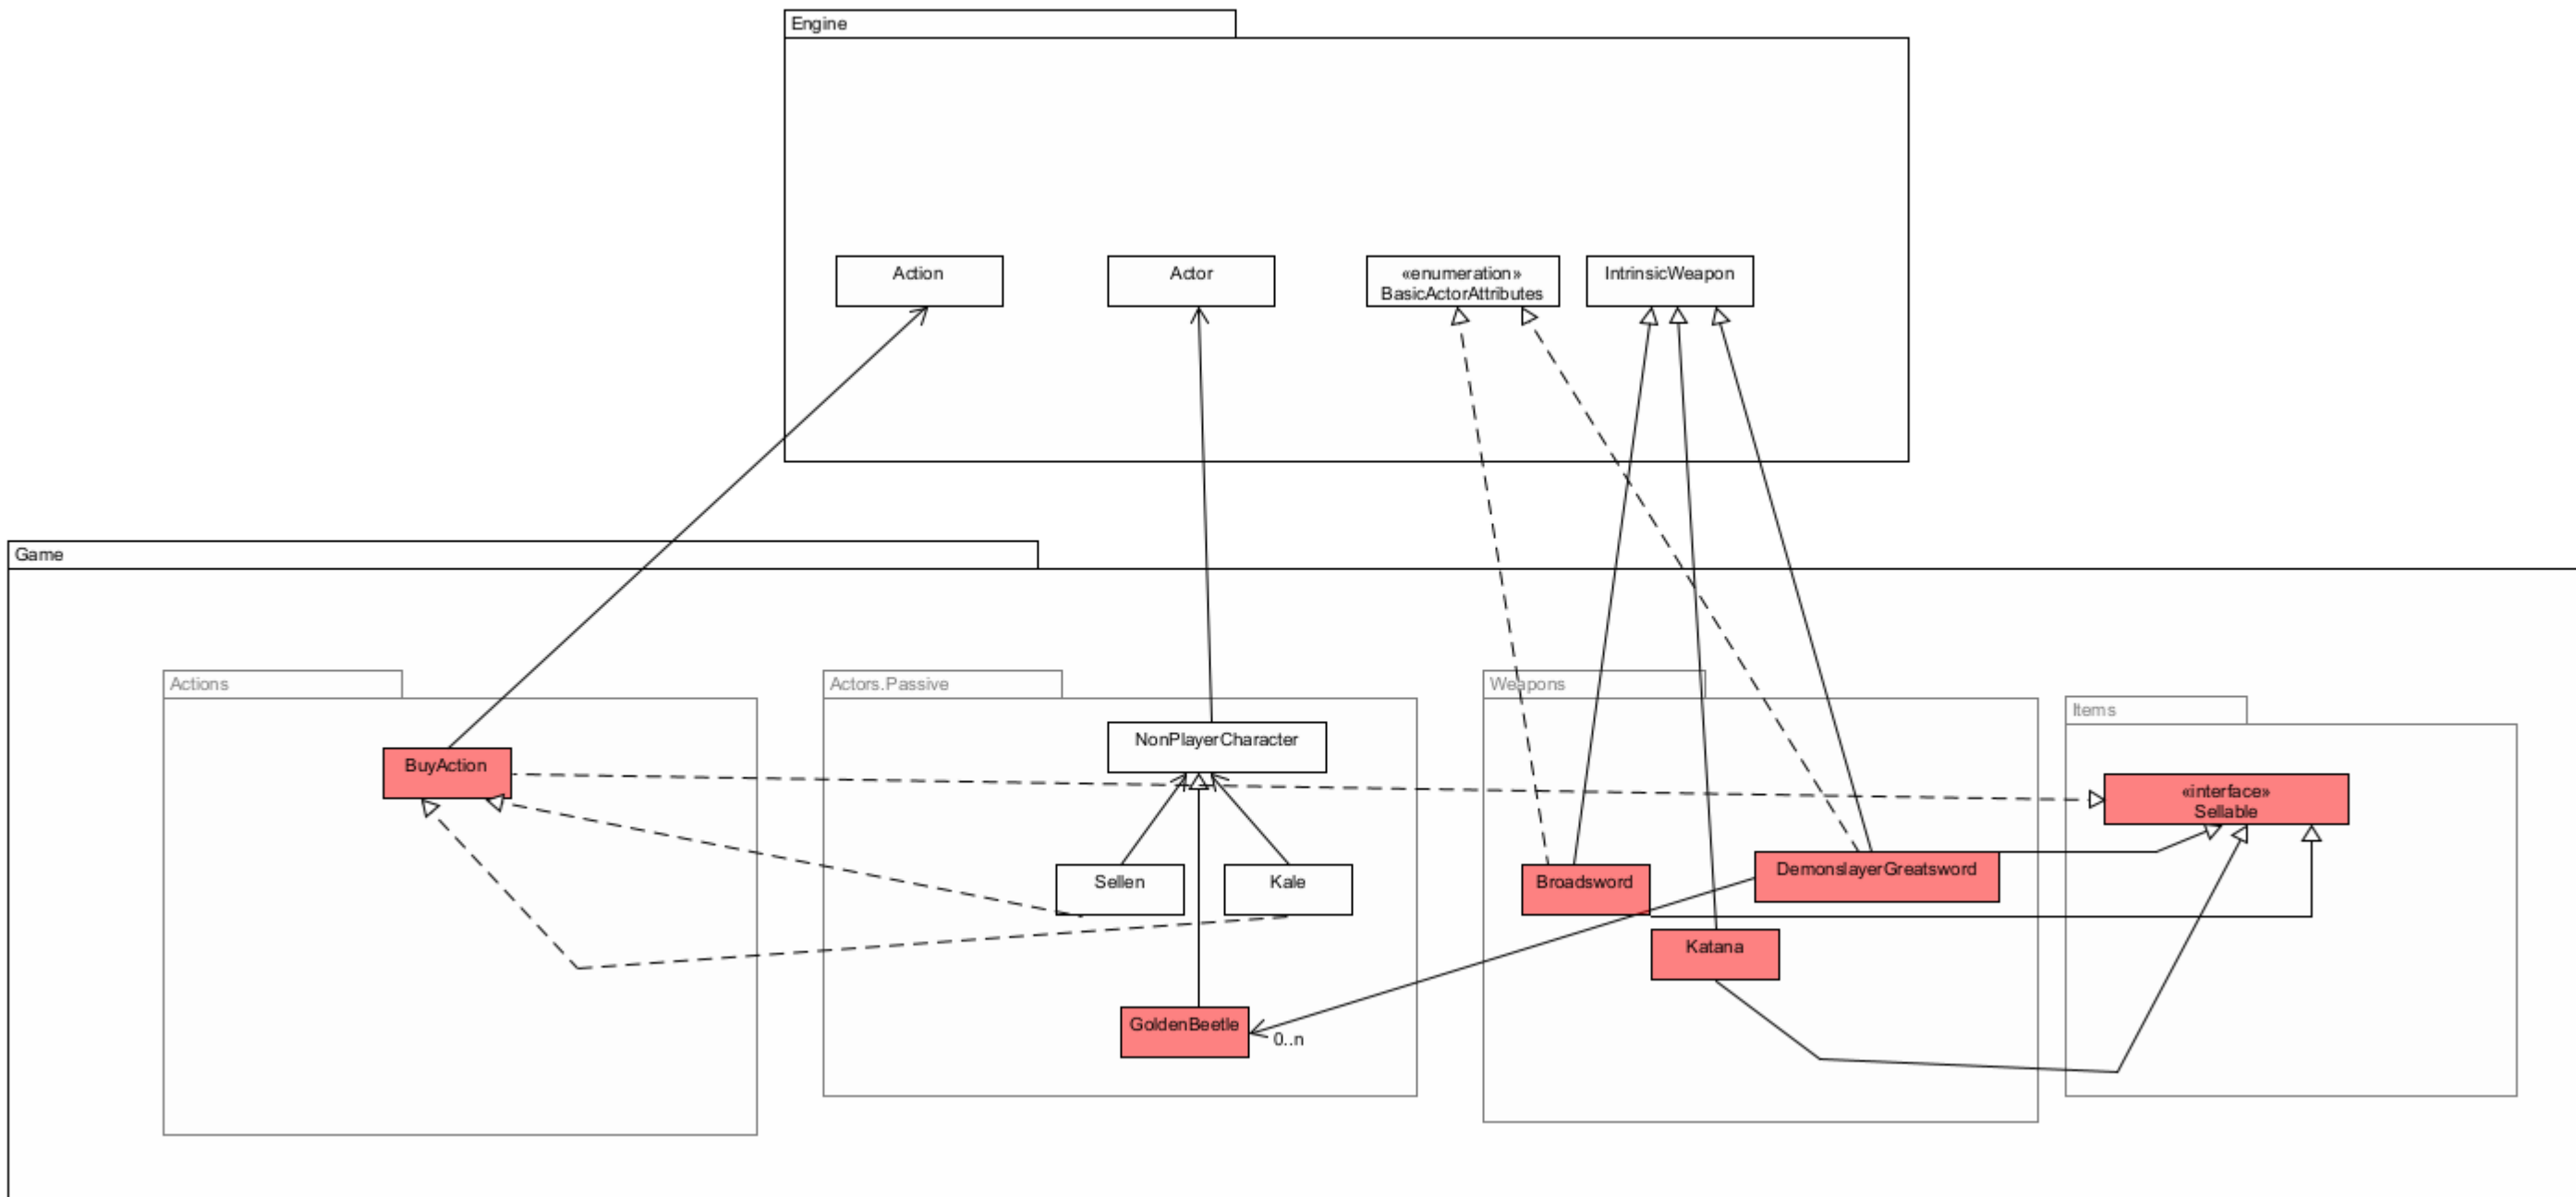 Engine
Action
Actor
«enumeration»
BasicActorAttributes
IntrinsicWeapon
Game
Actions
Actors.Passive
Weapons
Items
BuyAction
NonPlayerCharacter
«interface»
Sellable
Sellen
Kale
Broadsword
DemonslayerGreatsword
Katana
GoldenBeetle
0..n